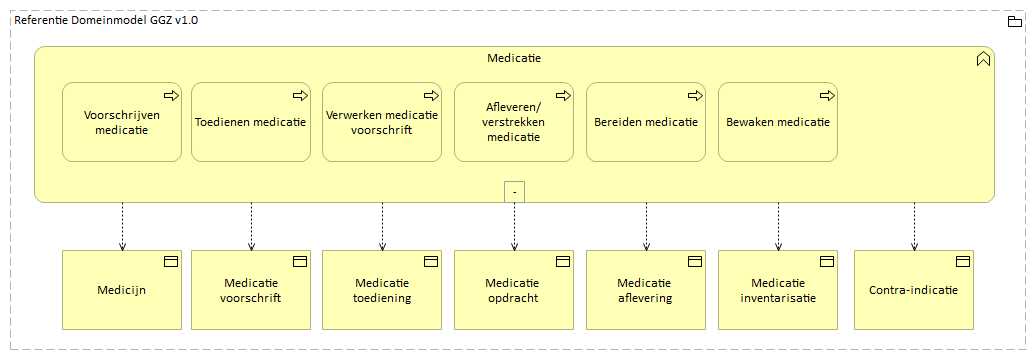 Referentie Domeinmodel GGZ v1.0
Medicatie
Voorschrijven
medicatie
Toedienen medicatie
Verwerken medicatie
voorschrift
Afleveren/
verstrekken
medicatie
Bereiden medicatie
Bewaken medicatie
-
Medicijn
Medicatie
voorschrift
Medicatie
toediening
Medicatie
opdracht
Medicatie
aflevering
Medicatie
inventarisatie
Contra-indicatie